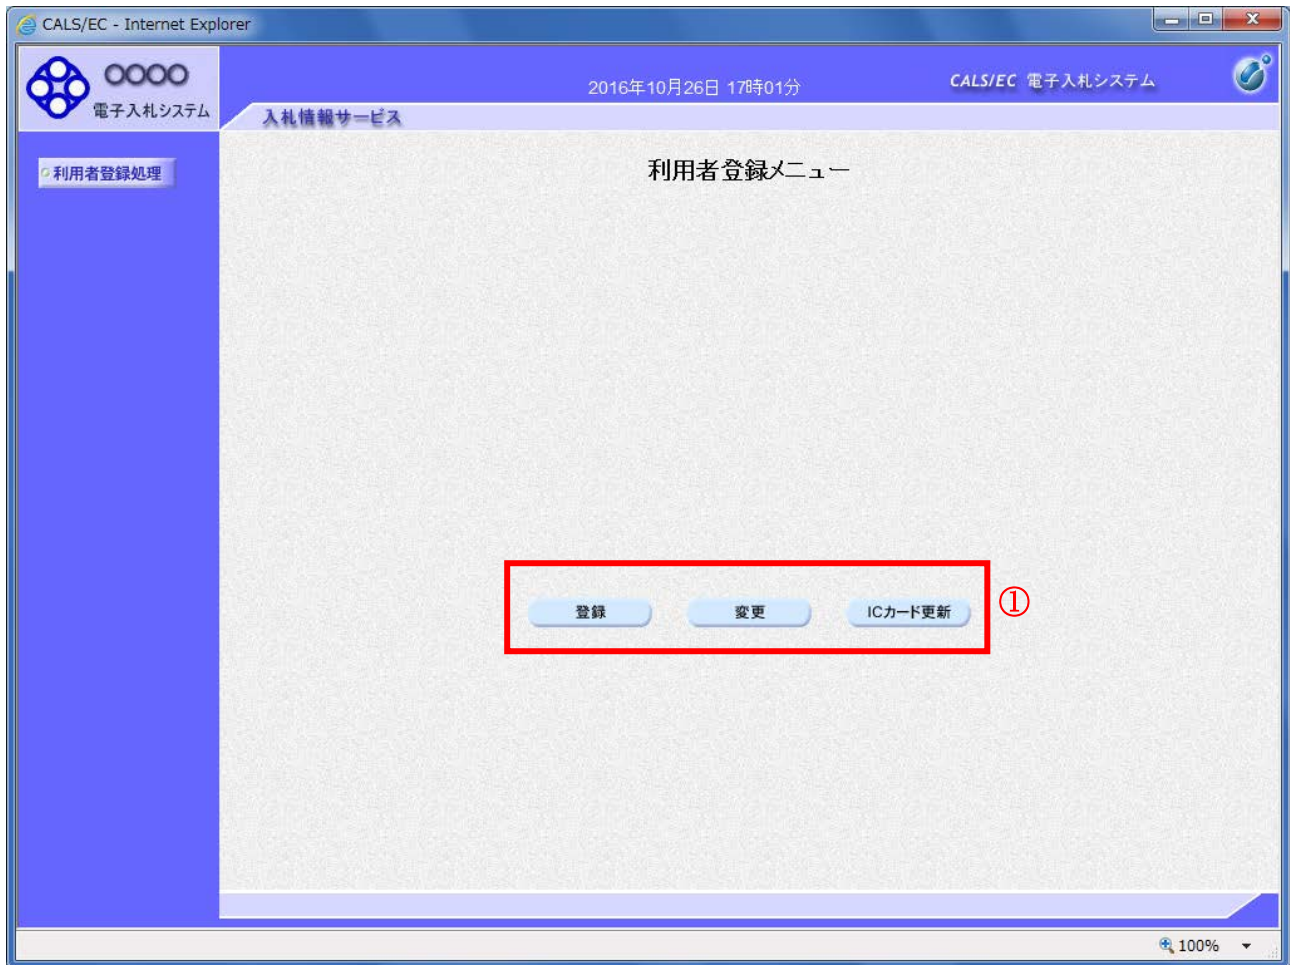 CALS/EC - Internet Explorer
○○○○
電子入札システム
2016年10月26日 17時01分
CALS/EC 電子入札システム
入札情報サービス
利用者登録処理
利用者登録メニュー
登録
変更
ICカード更新
①
100%